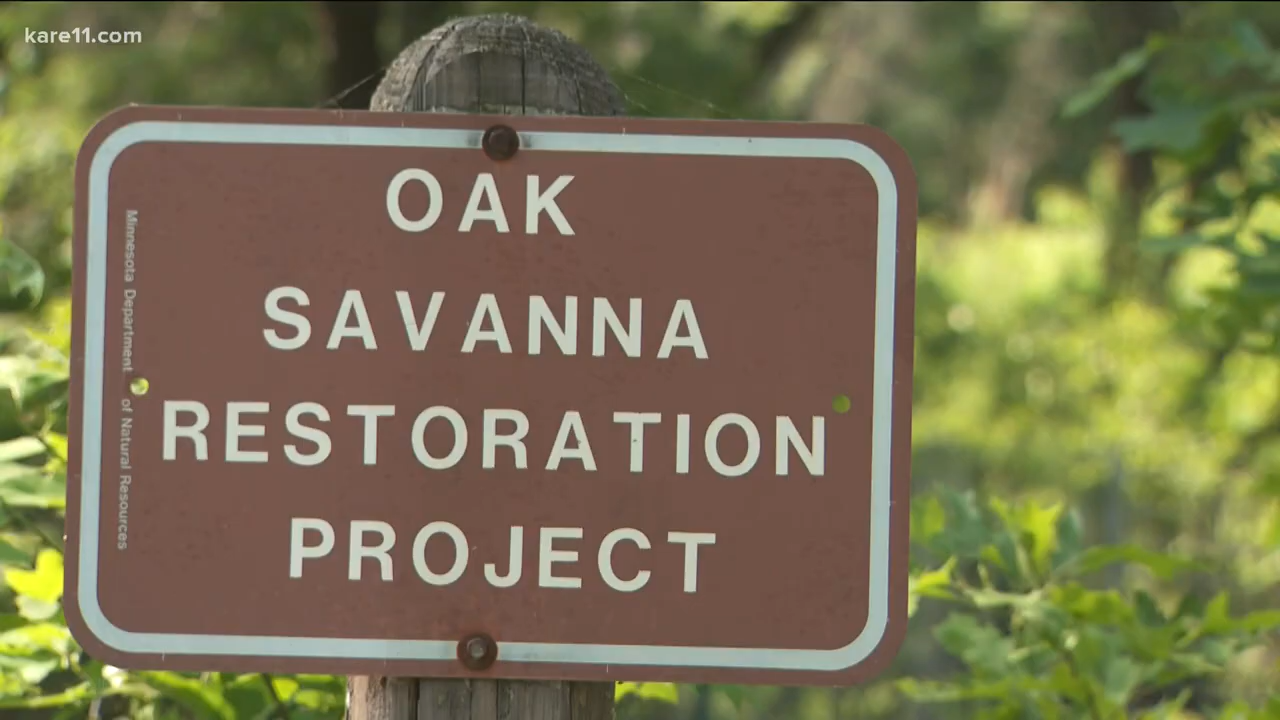 kare11.com
OAK
SAVANNA
RESTORATION
PROJECT
Minnesota Department of Natural Resources